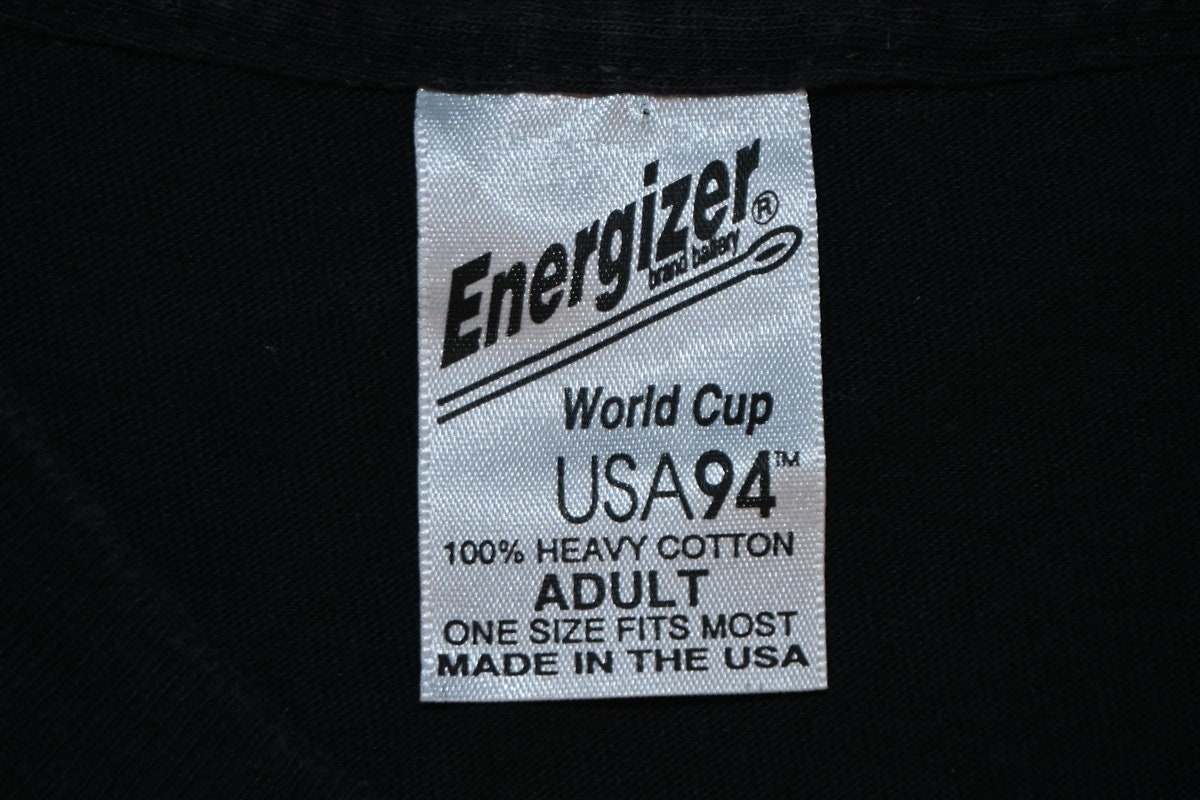 Energizer®
brand battery
World Cup
USA94™
100% HEAVY COTTON
ADULT
ONE SIZE FITS MOST
MADE IN THE USA